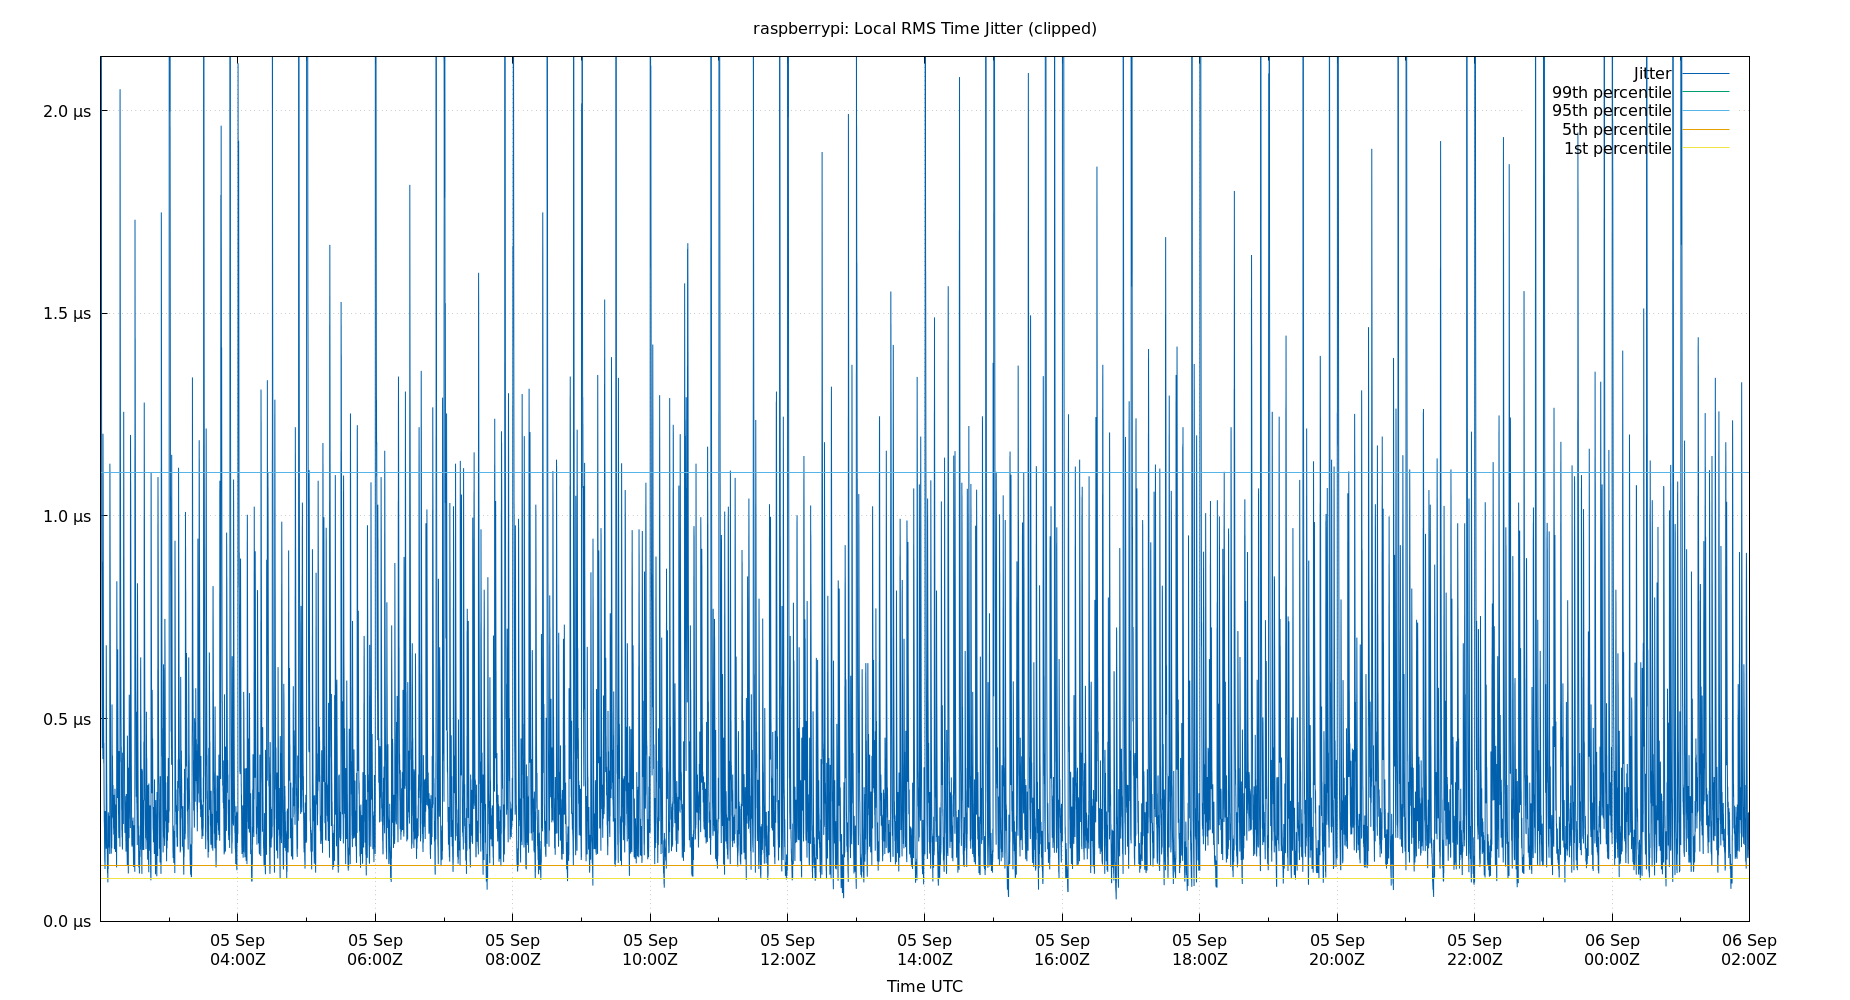 raspberrypi: Local RMS Time Jitter (clipped)
Jitter
99th percentile
95th percentile
5th percentile
1st percentile
2.0 µs
1.5 µs
1.0 µs
0.5 µs
0.0 µs
05 Sep 05 Sep 05 Sep 05 Sep 05 Sep 05 Sep 05 Sep 05 Sep 05 Sep 05 Sep 06 Sep 06 Sep
04:00Z 06:00Z 08:00Z 10:00Z 12:00Z 14:00Z 16:00Z 18:00Z 20:00Z 22:00Z 00:00Z 02:00Z
Time UTC